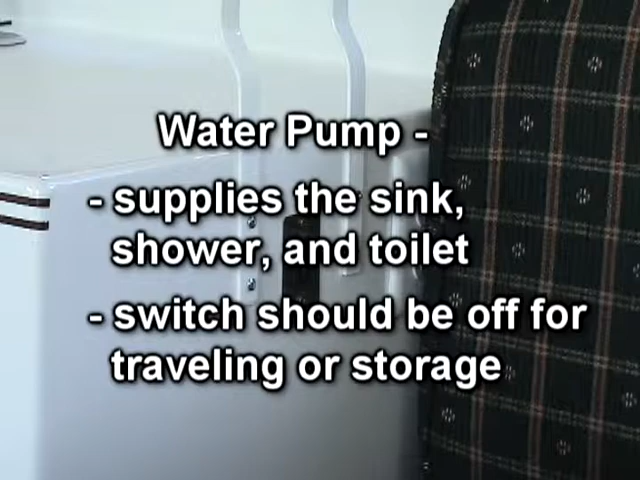 Water Pump -
- supplies the sink,
shower, and toilet
- switch should be off for
traveling or storage